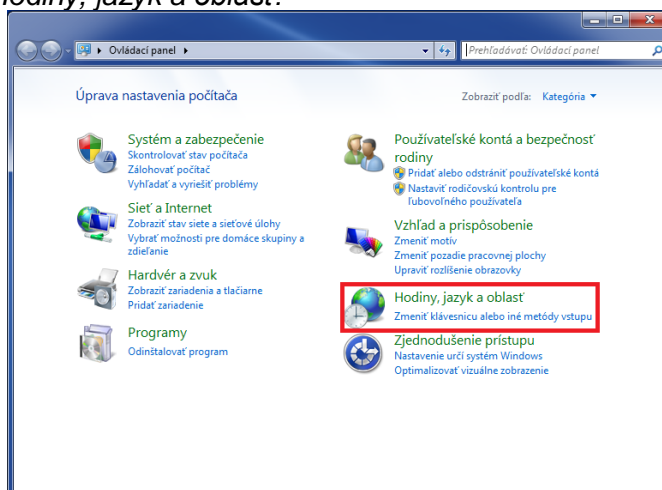 Hodiny, jazyk a oblasť.
Ovládací panel
Prehľadávať: Ovládací panel
Úprava nastavenia počítača
Zobraziť podľa: Kategória
Systém a zabezpečenie
Skontrolovať stav počítača
Zálohovať počítač
Vyhľadať a vyriešiť problémy
Sieť a Internet
Zobraziť stav siete a sieťové úlohy
Vybrať možnosti pre domáce skupiny a
zdieľanie
Hardvér a zvuk
Zobraziť zariadenia a tlačiarne
Pridať zariadenie
Programy
Odinštalovať program
Používateľské kontá a bezpečnosť
rodiny
Pridať alebo odstrániť používateľské kontá
Nastaviť rodičovskú kontrolu pre
ľubovoľného používateľa
Vzhľad a prispôsobenie
Zmeniť motív
Zmeniť pozadie pracovnej plochy
Upraviť rozlíšenie obrazovky
Hodiny, jazyk a oblasť
Zmeniť klávesnicu alebo iné metódy vstupu
Zjednodušenie prístupu
Nastavenie určí systém Windows
Optimalizovať vizuálne zobrazenie